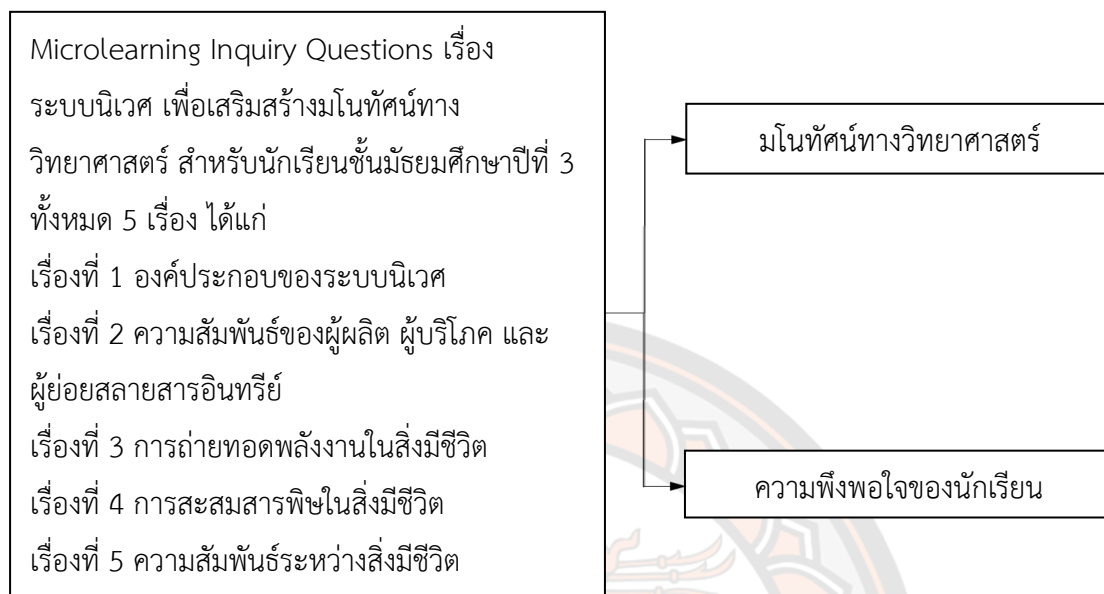 Microlearning Inquiry Questions เรื่อง
ระบบนิเวศ เพื่อเสริมสร้างมโนทัศน์ทาง
วิทยาศาสตร์ สำหรับนักเรียนชั้นมัธยมศึกษาปีที่ 3
ทั้งหมด 5 เรื่อง ได้แก่
เรื่องที่ 1 องค์ประกอบของระบบนิเวศ
เรื่องที่ 2 ความสัมพันธ์ของผู้ผลิต ผู้บริโภค และ
ผู้ย่อยสลายสารอินทรีย์
เรื่องที่ 3 การถ่ายทอดพลังงานในสิ่งมีชีวิต
เรื่องที่ 4 การสะสมสารพิษในสิ่งมีชีวิต
เรื่องที่ 5 ความสัมพันธ์ระหว่างสิ่งมีชีวิต
มโนทัศน์ทางวิทยาศาสตร์
ความพึงพอใจของนักเรียน